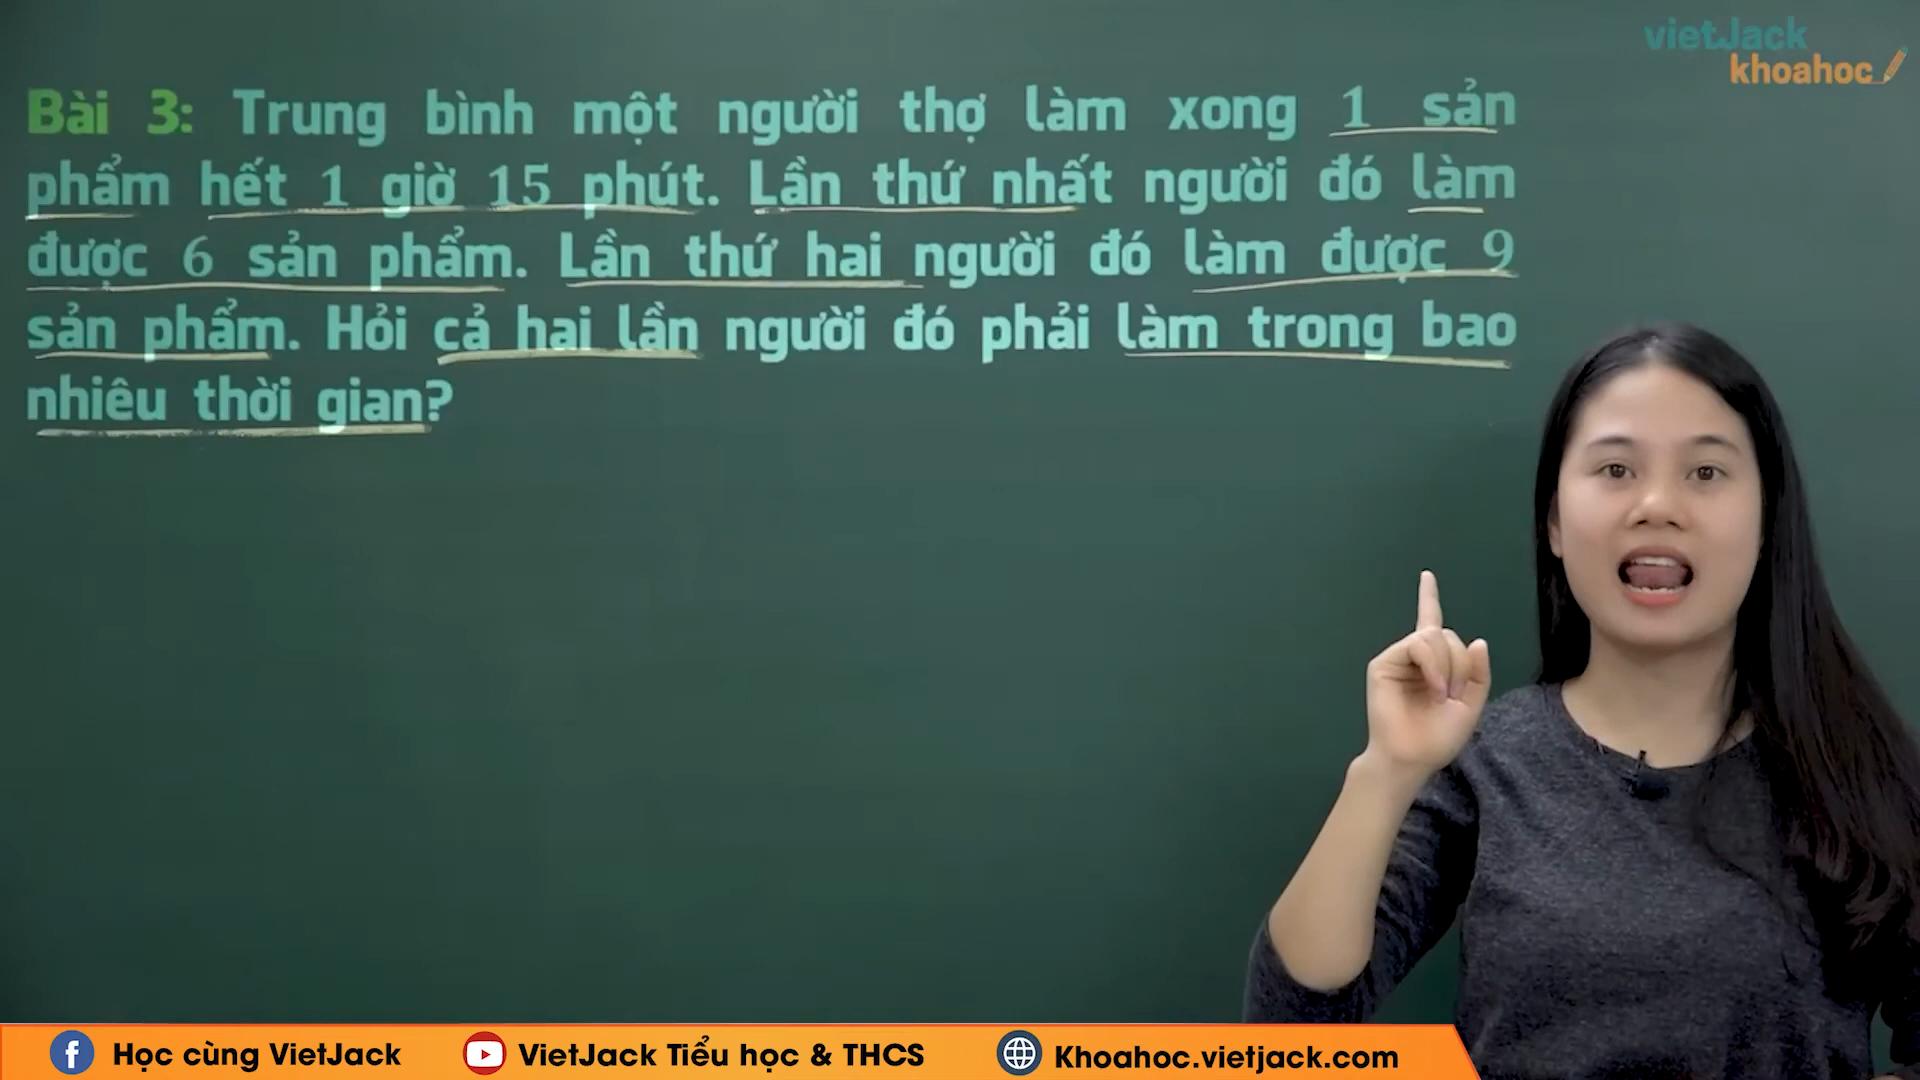 vietJack
khoahoc
Bài 3: Trung bình một người thợ làm xong 1 sản
phẩm hết 1 giờ 15 phút. Lần thứ nhất người đó làm
được 6 sản phẩm. Lần thứ hai người đó làm được 9
sản phẩm. Hỏi cả hai lần người đó phải làm trong bao
nhiêu thời gian?
Học cùng VietJack VietJack Tiểu học & THCS Khoahoc.vietjack.com